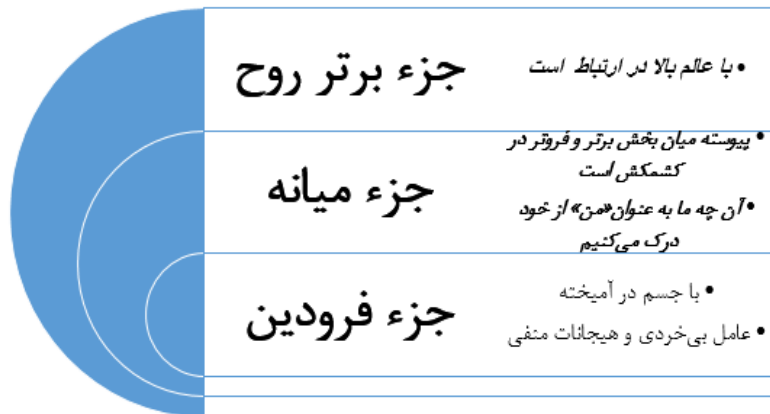 جزء برتر روح
• با عالم بالا در ارتباط است
جزء میانه
• پیوسته میان بخش برتر و فروتر در
کشمکش است
• آن چه ما به عنوان«من» از خود
درک می‌کنیم
جزء فرودین
• با جسم در آمیخته
• عامل بی‌خردی و هیجانات منفی